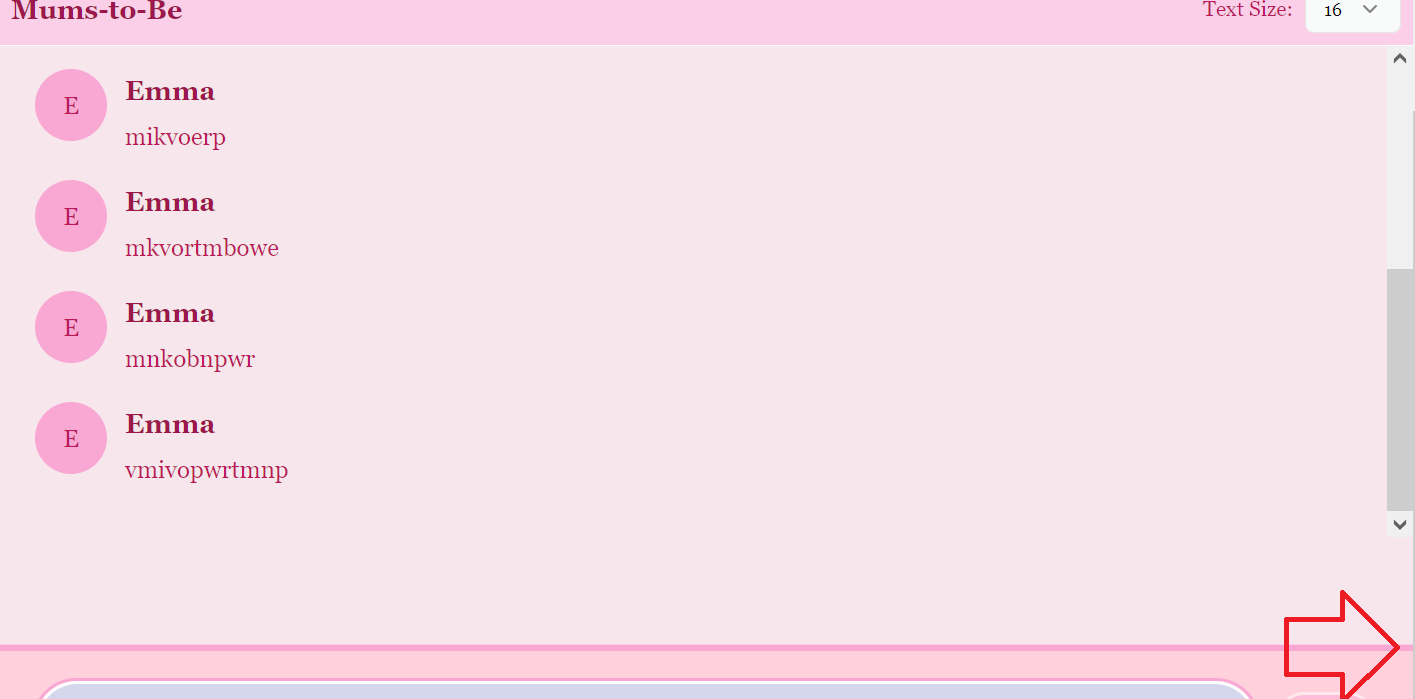 Mums-to-Be
Text Size: 16
E
Emma
mikvoerp
E
Emma
mkvortmbowe
E
Emma
mnkobnpwr
E
Emma
vmivopwrtmnp